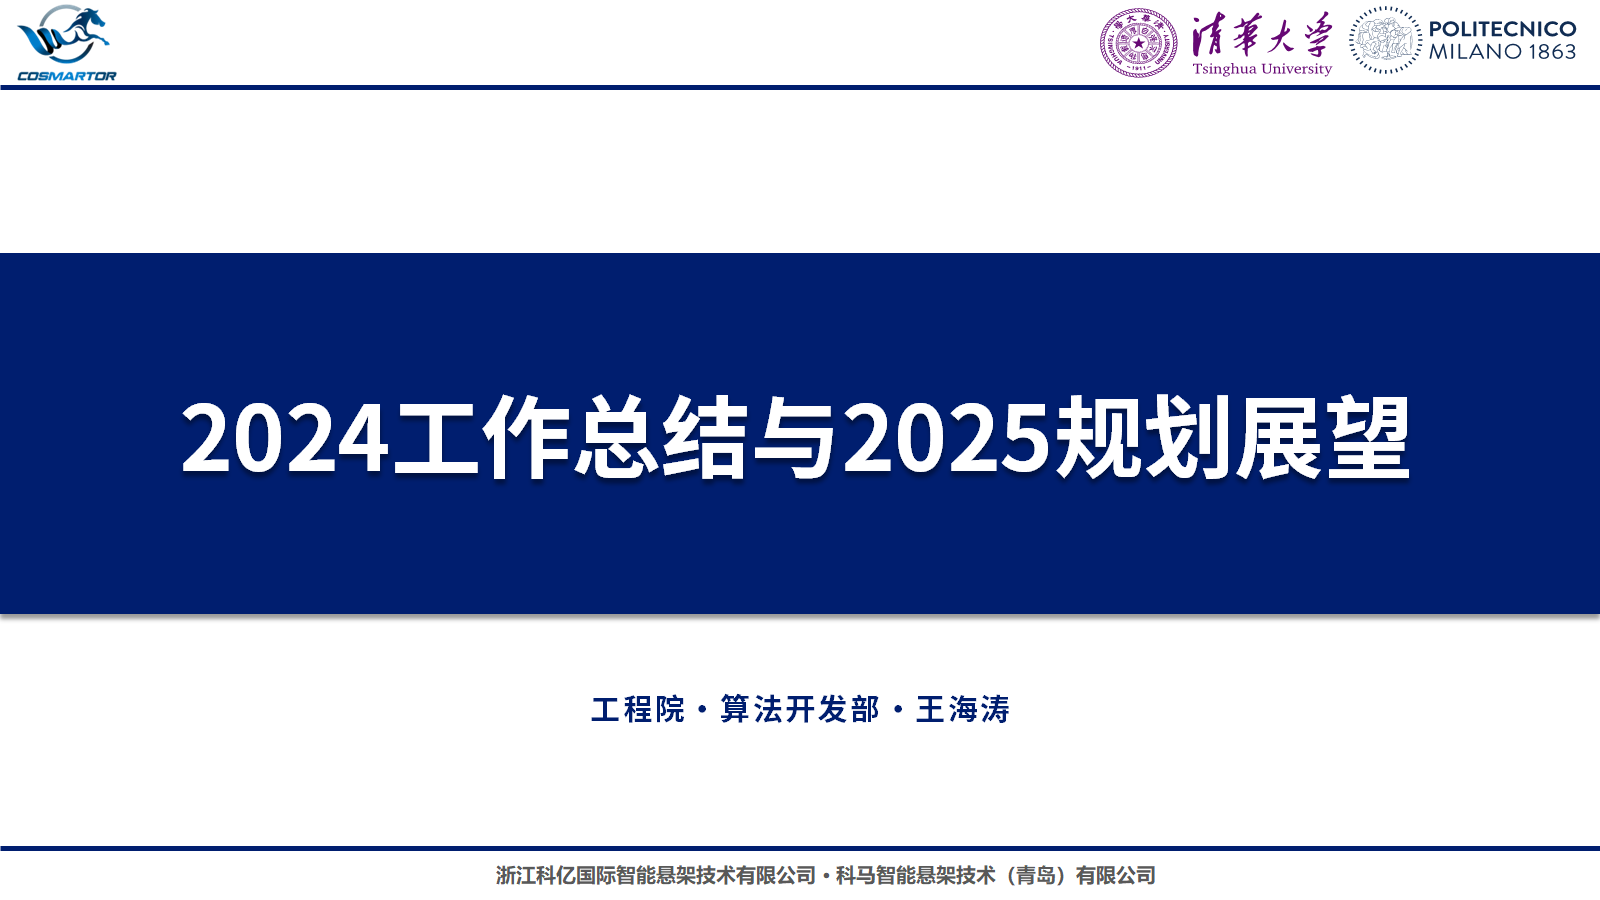 COSMARTOR
清华大学
Tsinghua University
POLITECNICO
MILANO 1863
2024工作总结与2025规划展望
工程院·算法开发部·王海涛
浙江科亿国际智能悬架技术有限公司·科马智能悬架技术（青岛）有限公司